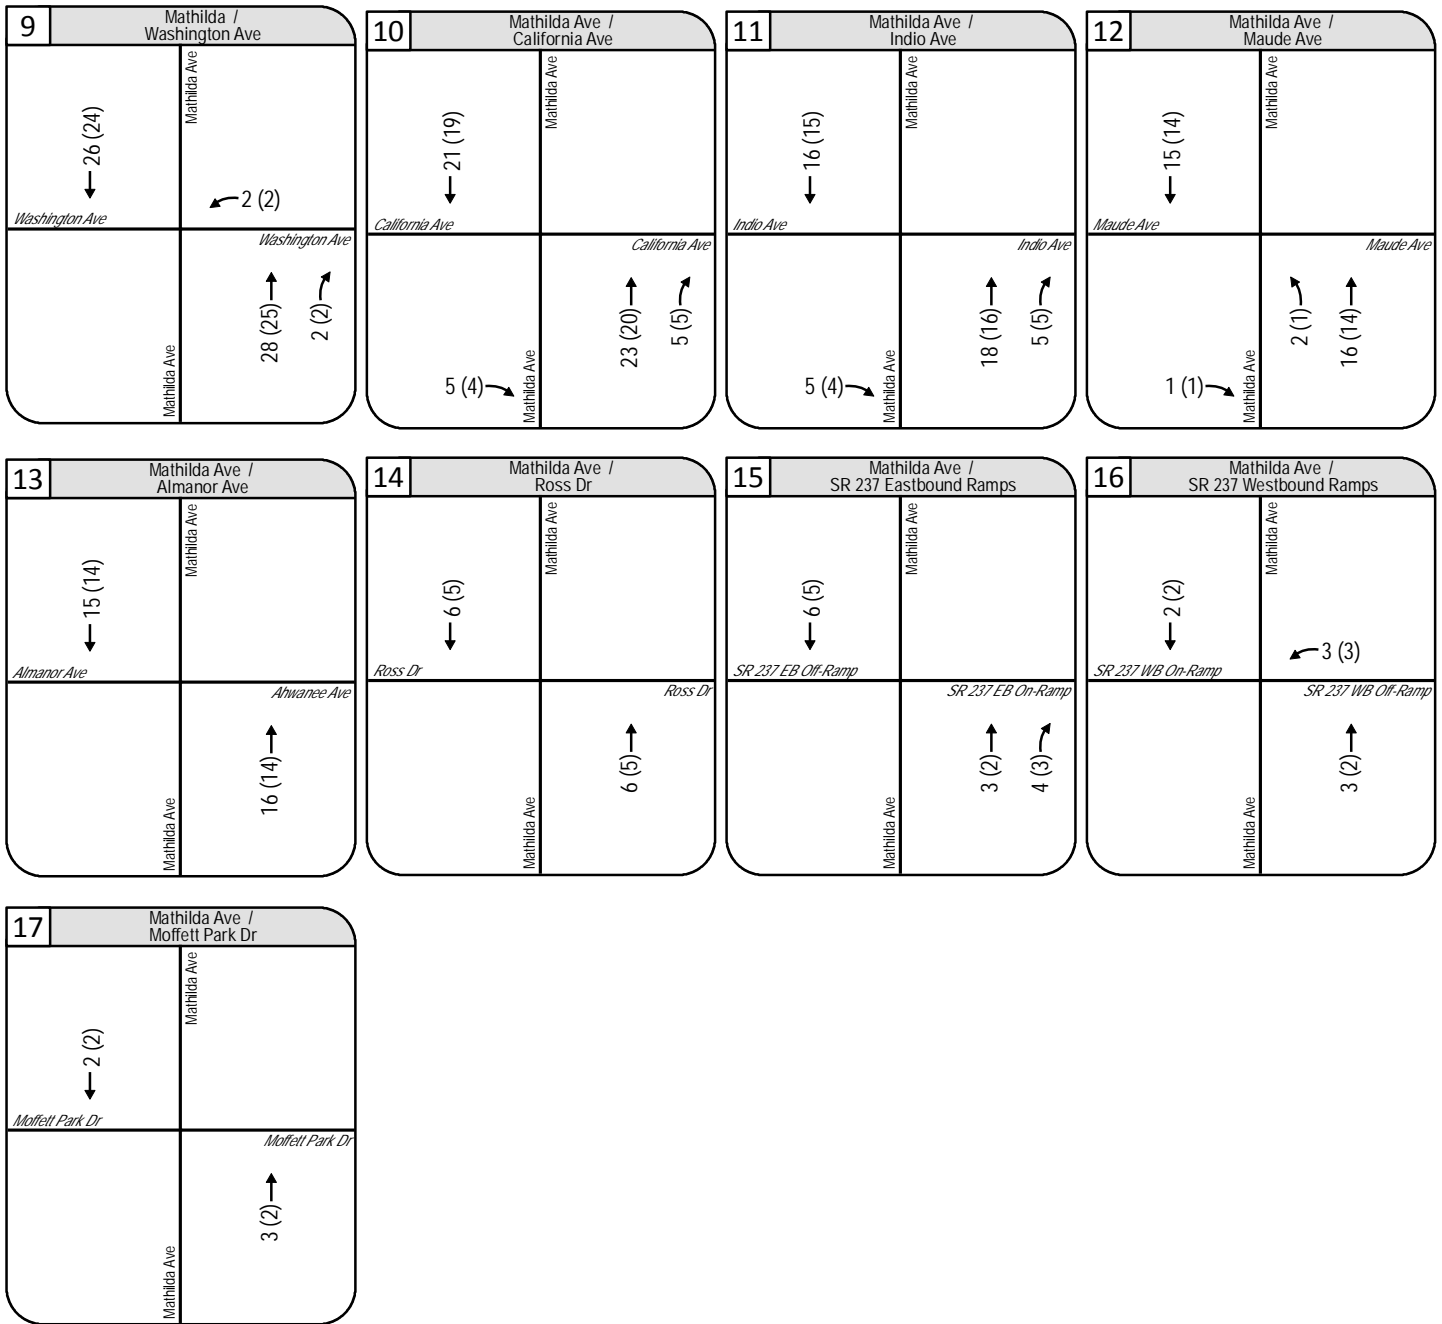 9
Mathilda /
Washington Ave
Mathilda Ave
26 (24)
2 (2)
Washington Ave
Washington Ave
28 (25)
2 (2)
Mathilda Ave
10
Mathilda Ave /
California Ave
Mathilda Ave
21 (19)
California Ave
California Ave
23 (20)
5 (5)
5 (4)
Mathilda Ave
11
Mathilda Ave /
Indio Ave
Mathilda Ave
16 (15)
Indio Ave
Indio Ave
18 (16)
5 (5)
5 (4)
Mathilda Ave
12
Mathilda Ave /
Maude Ave
Mathilda Ave
15 (14)
Maude Ave
Maude Ave
2 (1)
16 (14)
1 (1)
Mathilda Ave
13
Mathilda Ave /
Almanor Ave
Mathilda Ave
15 (14)
Almanor Ave
Ahwanee Ave
16 (14)
Mathilda Ave
14
Mathilda Ave /
Ross Dr
Mathilda Ave
6 (5)
Ross Dr
Ross Dr
6 (5)
Mathilda Ave
15
Mathilda Ave /
SR 237 Eastbound Ramps
Mathilda Ave
6 (5)
SR 237 EB Off-Ramp
SR 237 EB On-Ramp
3 (2)
4 (3)
Mathilda Ave
16
Mathilda Ave /
SR 237 Westbound Ramps
Mathilda Ave
2 (2)
3 (3)
SR 237 WB On-Ramp
SR 237 WB Off-Ramp
3 (2)
Mathilda Ave
17
Mathilda Ave /
Moffett Park Dr
Mathilda Ave
2 (2)
Moffett Park Dr
Moffett Park Dr
3 (2)
Mathilda Ave